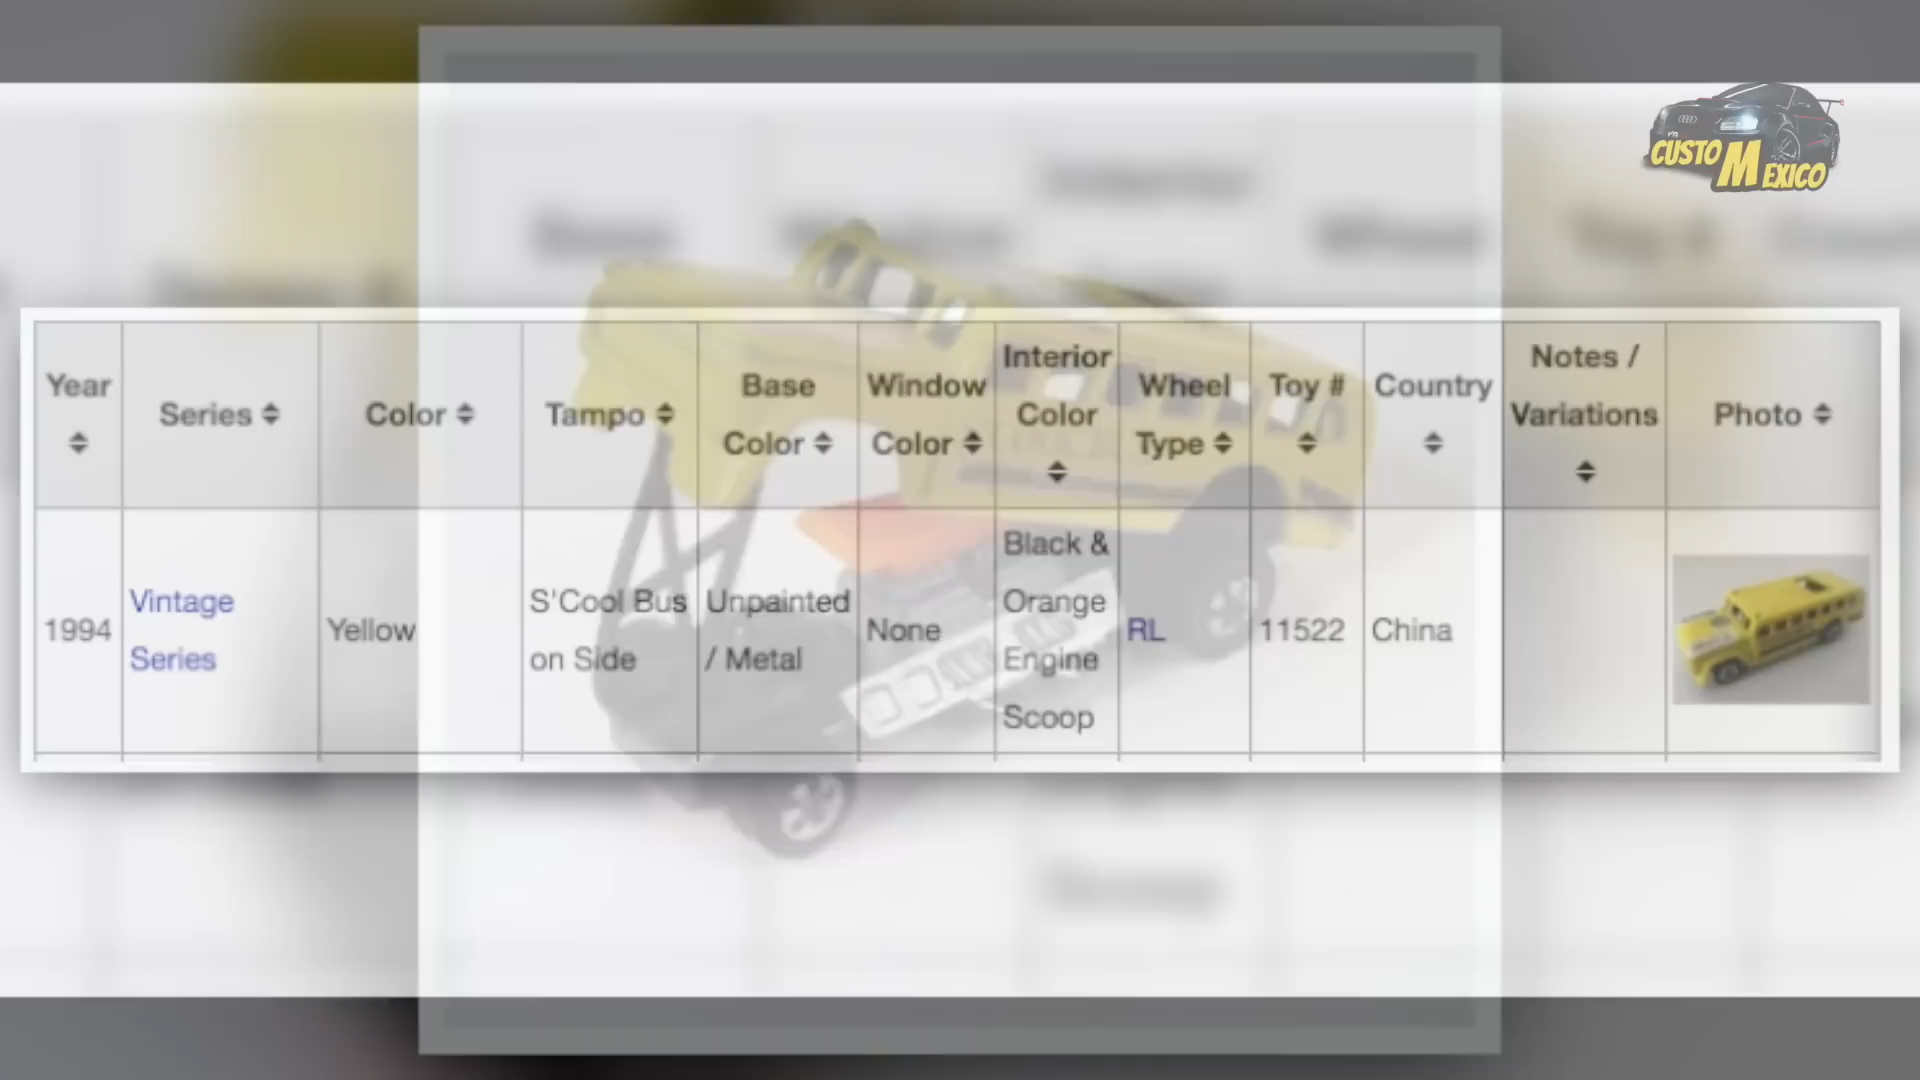 CUSTO
MEXICO
Year
Series
Color
Tampo
Base
Color
Window
Color
Interior
Color
Wheel
Type
Toy #
Country
Notes /
Variations
Photo
1994
Vintage
Series
Yellow
S'Cool Bus
on Side
Unpainted
/ Metal
None
Black &
Orange
Engine
Scoop
RL
11522
China